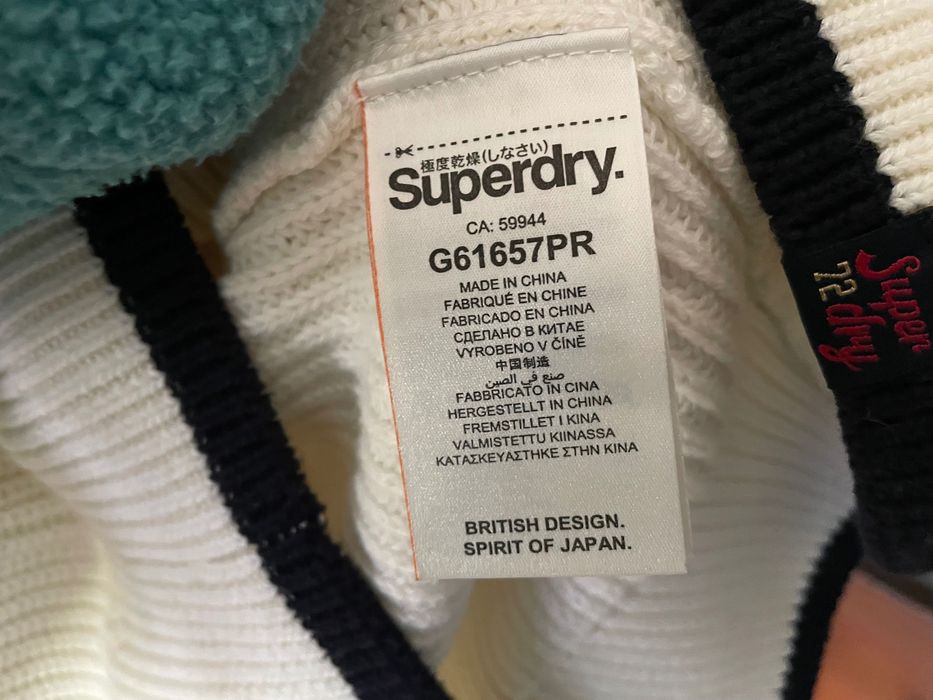 極度乾燥(しなさい)
Superdry.
CA: 59944
G61657PR
MADE IN CHINA
FABRIQUÉ EN CHINE
FABRICADO EN CHINA
СДЕЛАНО В КИТАЕ
VYROBENO V ČÍNĚ
中国制造
صنع في الصين
FABBRICATO IN CINA
HERGESTELLT IN CHINA
FREMSTILLET I KINA
VALMISTETTU KIINASSA
ΚΑΤΑΣΚΕΥΑΣΤΗΚΕ ΣΤΗΝ ΚΙΝΑ
BRITISH DESIGN.
SPIRIT OF JAPAN.
Super
72 dry